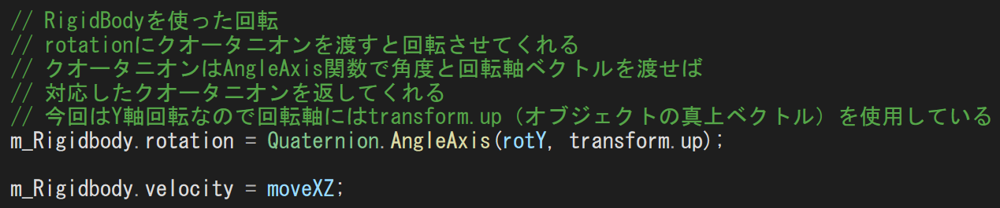 // RigidBodyを使った回転
// rotationにクオータニオンを渡すと回転させてくれる
// クオータニオンはAngleAxis関数で角度と回転軸ベクトルを渡せば
// 対応したクオータニオンを返してくれる
// 今回はY軸回転なので回転軸にはtransform.up（オブジェクトの真上ベクトル）を使用している
m_Rigidbody.rotation = Quaternion.AngleAxis(rotY, transform.up);
m_Rigidbody.velocity = moveXZ;